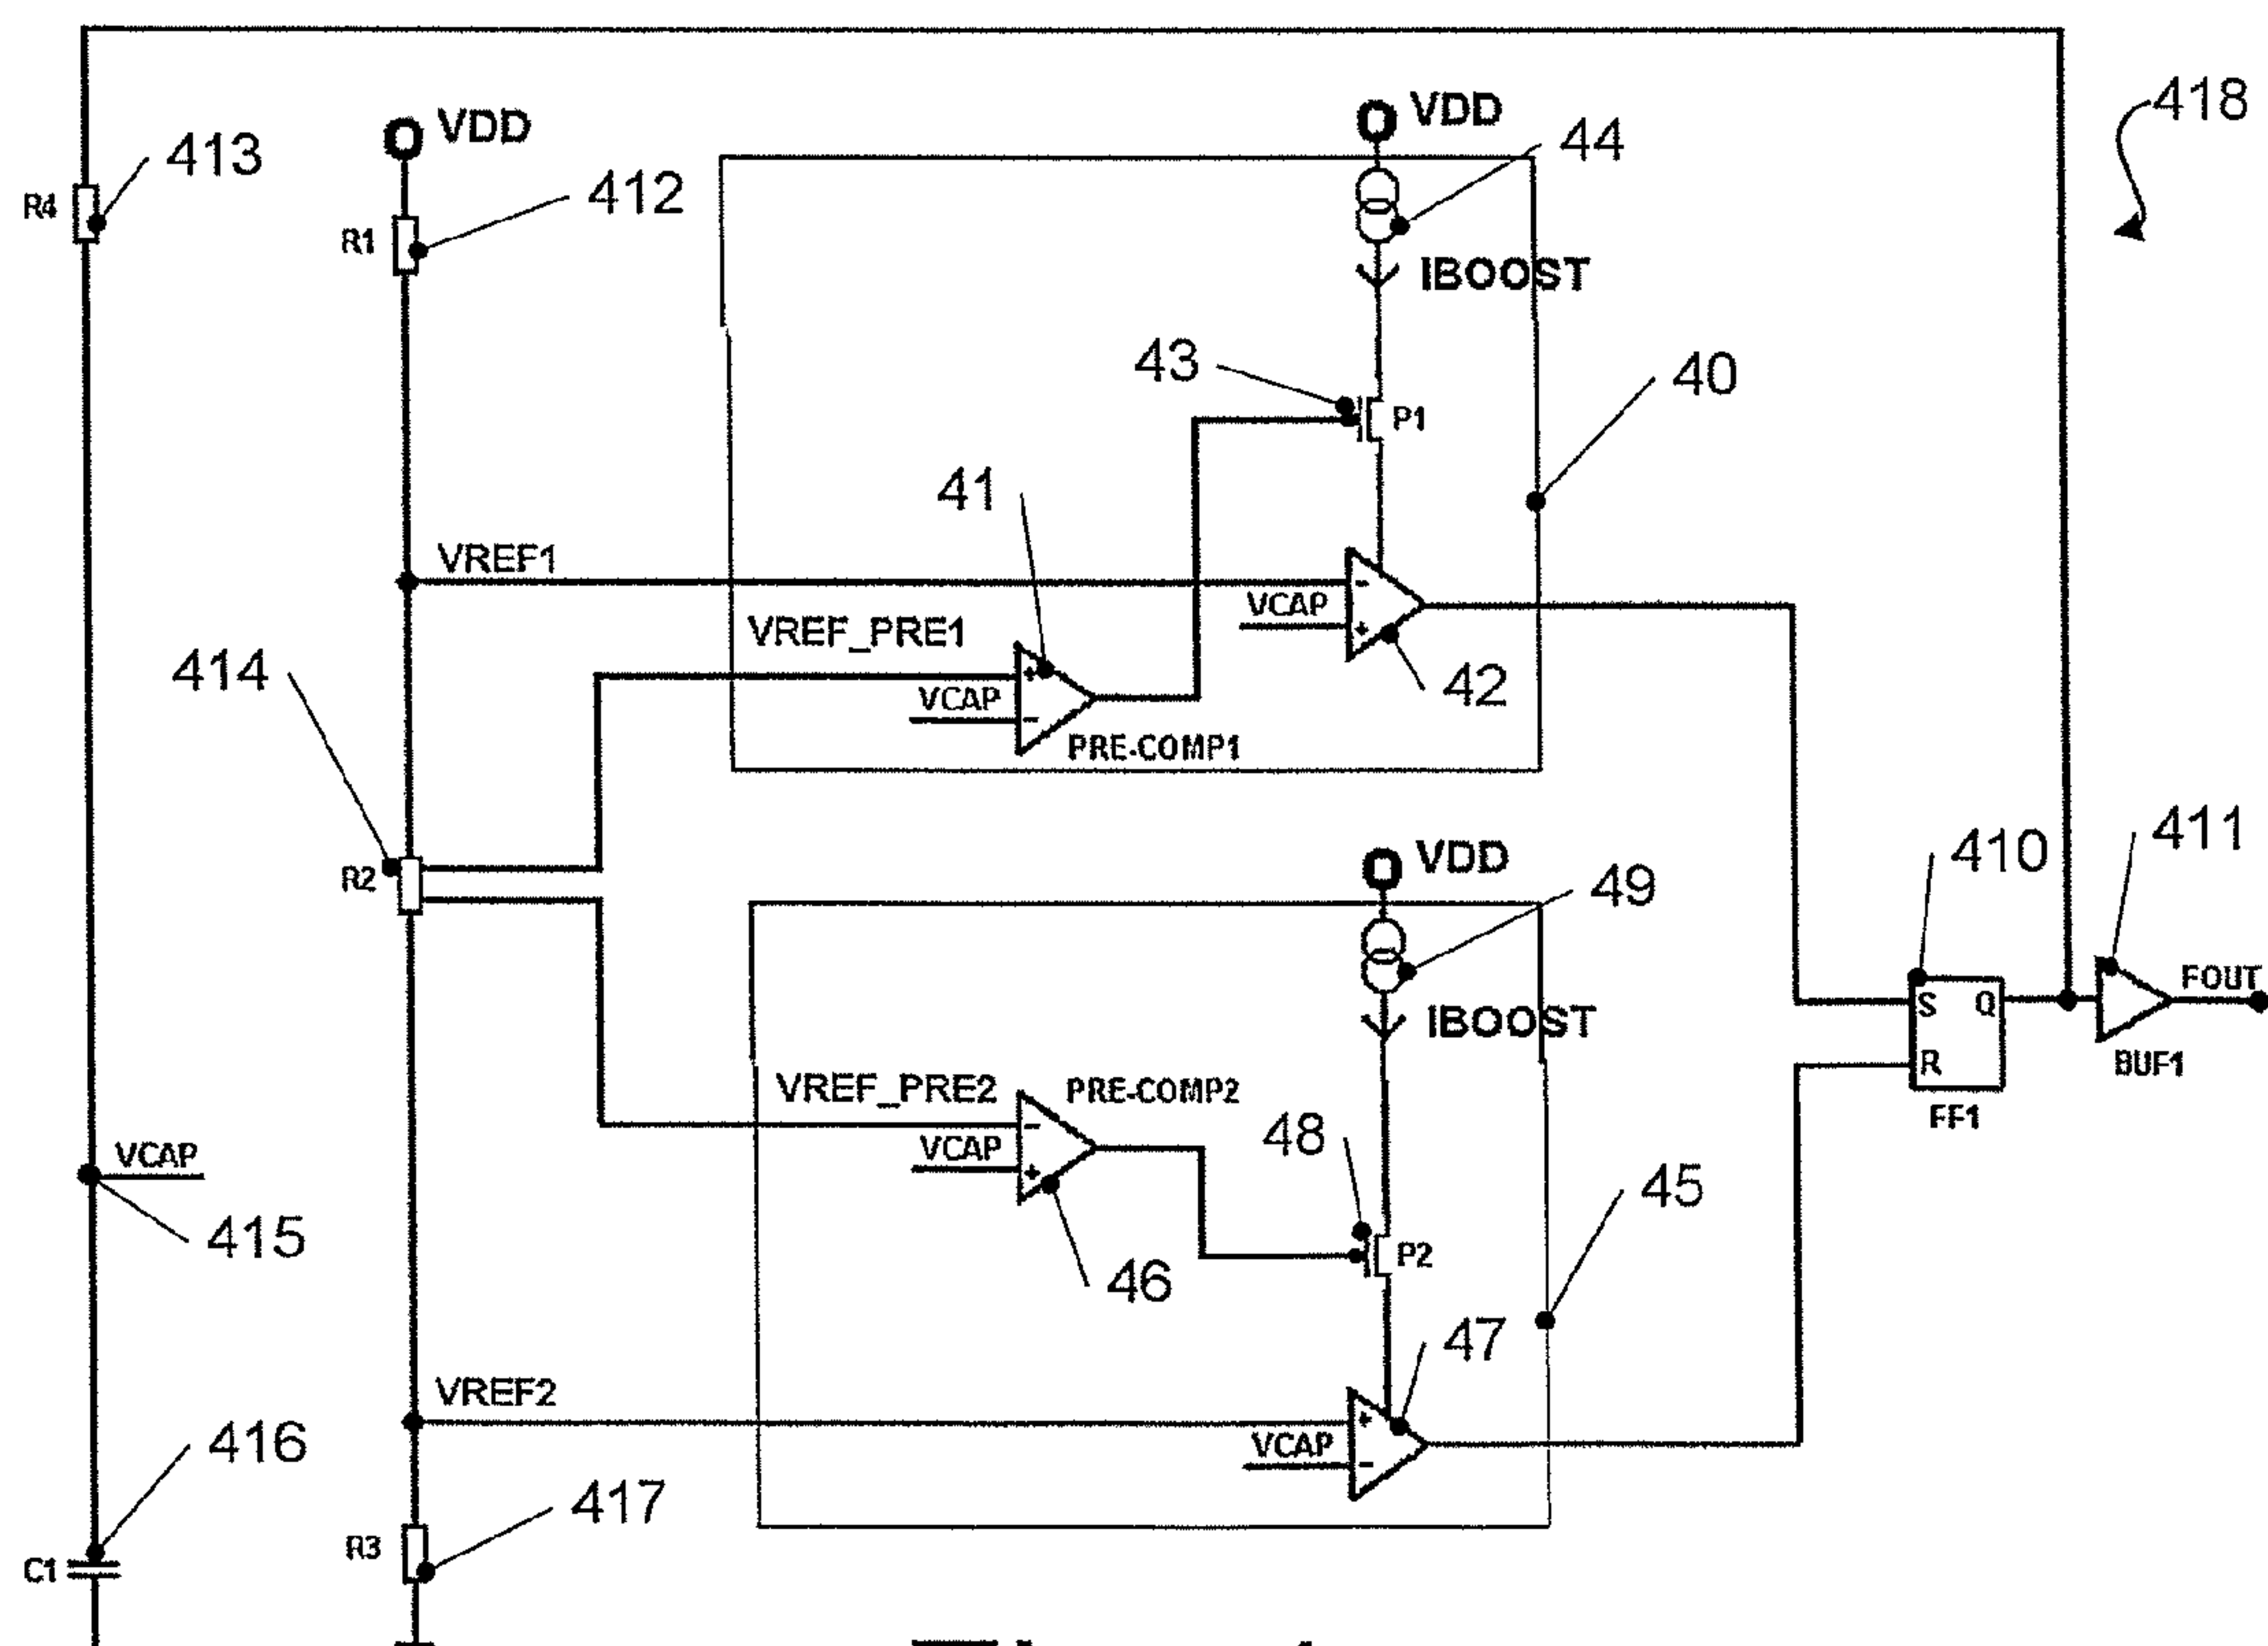 VDD
VDD
418
413
44
R4
412
R1
IBOOST
43
40
P1
41
VREF1
VCAP
VREF_PRE1
414
VCAP
42
PRE-COMP1
411
410
VDD
R2
49
FOUT
S
Q
IBOOST
R
BUF1
VREF_PRE2
PRE-COMP2
FF1
48
VCAP
VCAP
45
415
P2
46
47
VREF2
VCAP
416
417
R3
C1